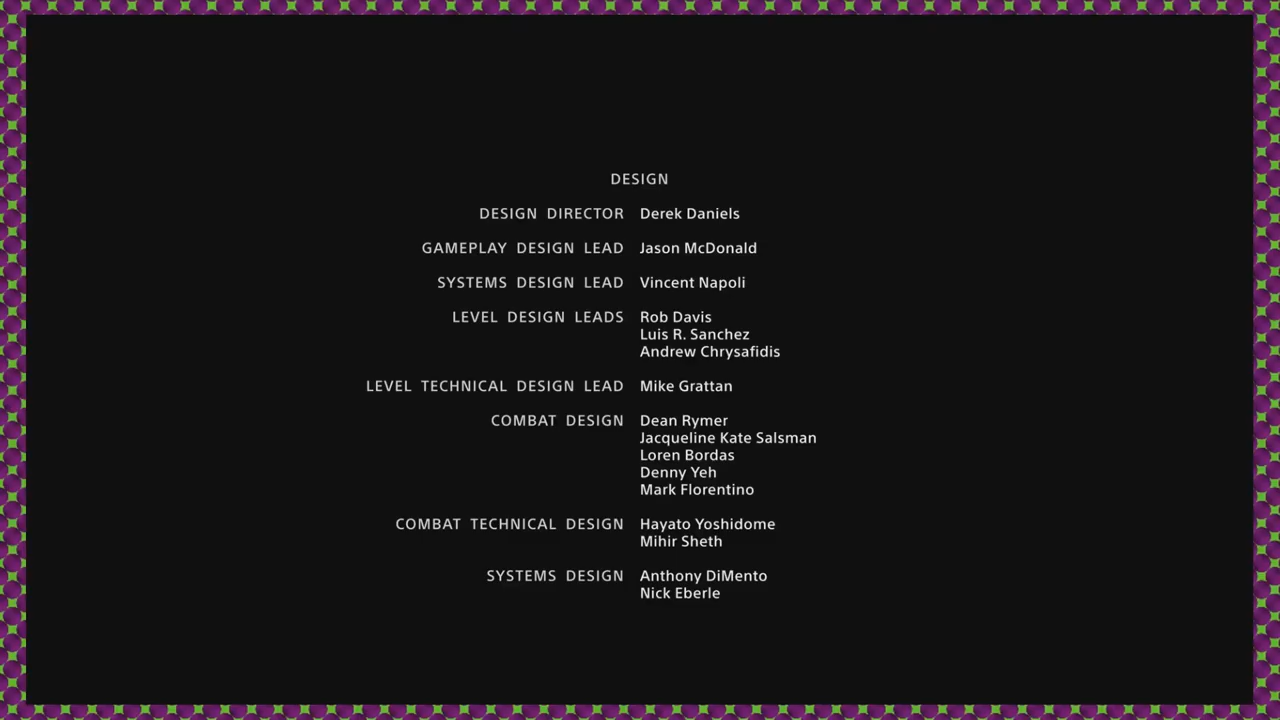 DESIGN
DESIGN DIRECTOR Derek Daniels
GAMEPLAY DESIGN LEAD Jason McDonald
SYSTEMS DESIGN LEAD Vincent Napoli
LEVEL DESIGN LEADS Rob Davis
Luis R. Sanchez
Andrew Chrysafidis
LEVEL TECHNICAL DESIGN LEAD Mike Grattan
COMBAT DESIGN Dean Rymer
Jacqueline Kate Salsman
Loren Bordas
Denny Yeh
Mark Florentino
COMBAT TECHNICAL DESIGN Hayato Yoshidome
Mihir Sheth
SYSTEMS DESIGN Anthony DiMento
Nick Eberle